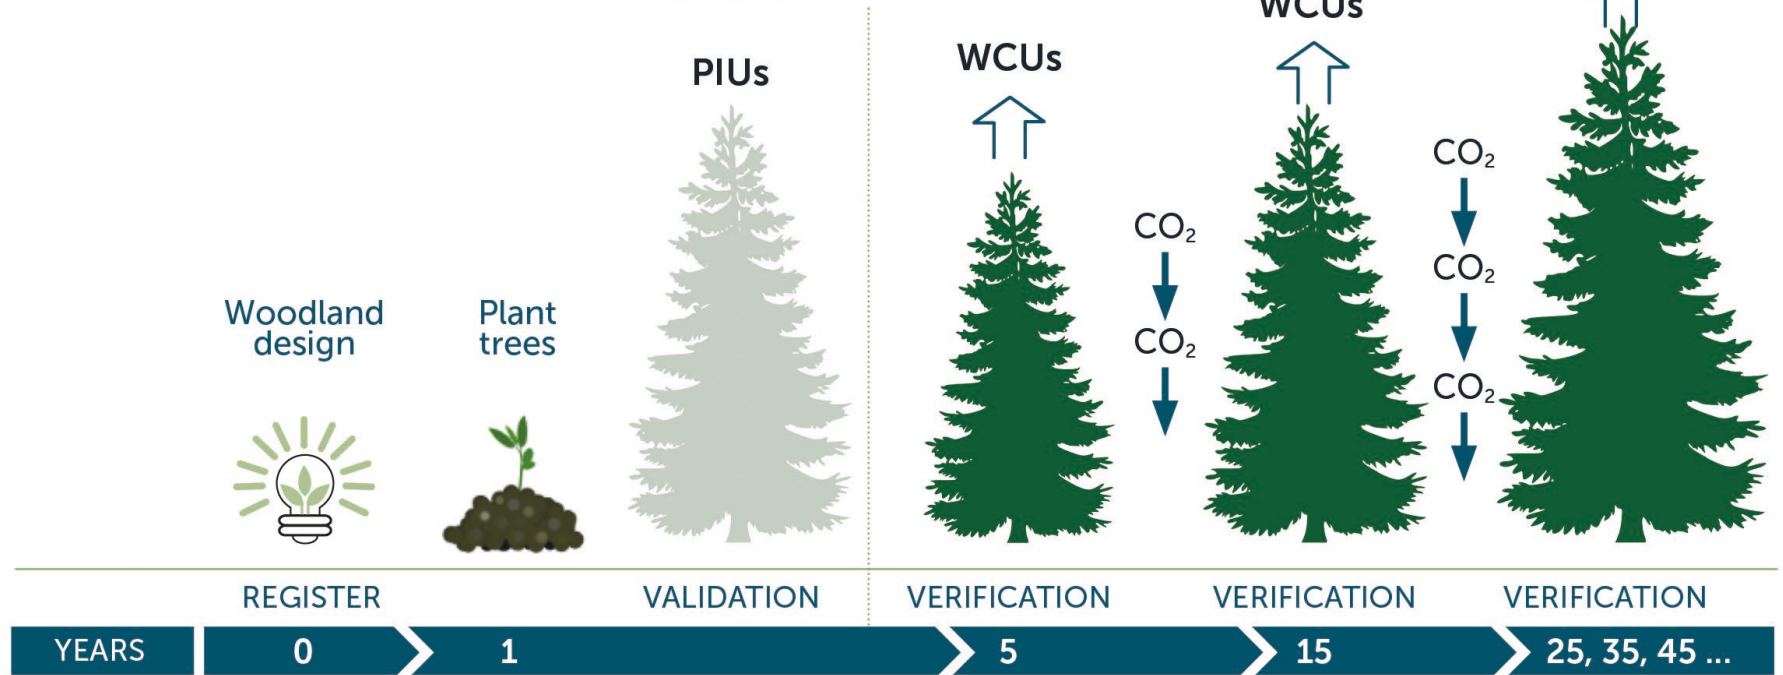 WCUs
WCUs
PIUs
CO₂
CO₂
CO₂
CO₂
CO₂
Woodland
design
Plant
trees
REGISTER
VALIDATION
VERIFICATION
VERIFICATION
VERIFICATION
YEARS
0
1
5
15
25, 35, 45 ...